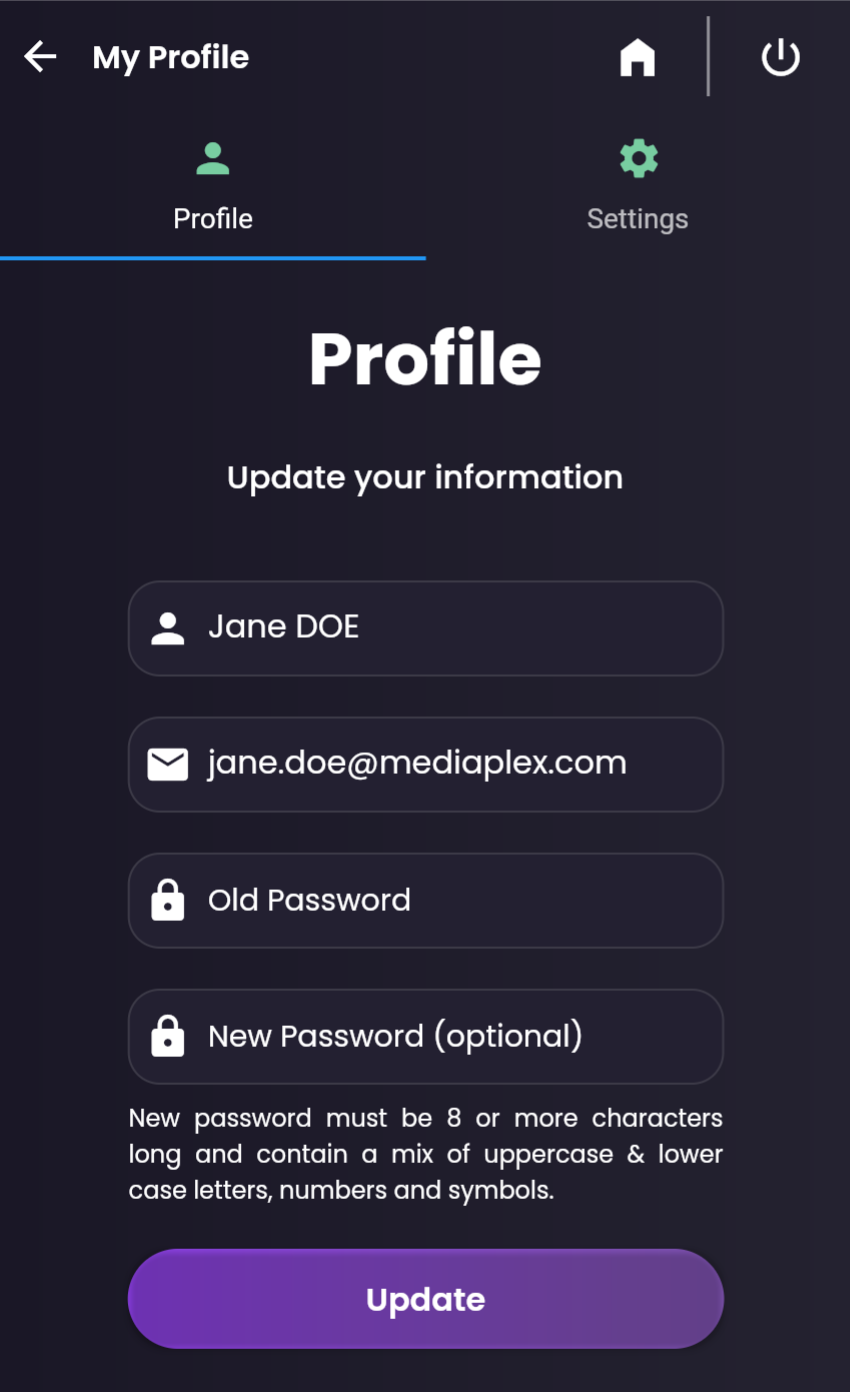 My Profile
Profile
Settings
Profile
Update your information
Jane DOE
jane.doe@mediaplex.com
Old Password
New Password (optional)
New password must be 8 or more characters
long and contain a mix of uppercase & lower
case letters, numbers and symbols.
Update